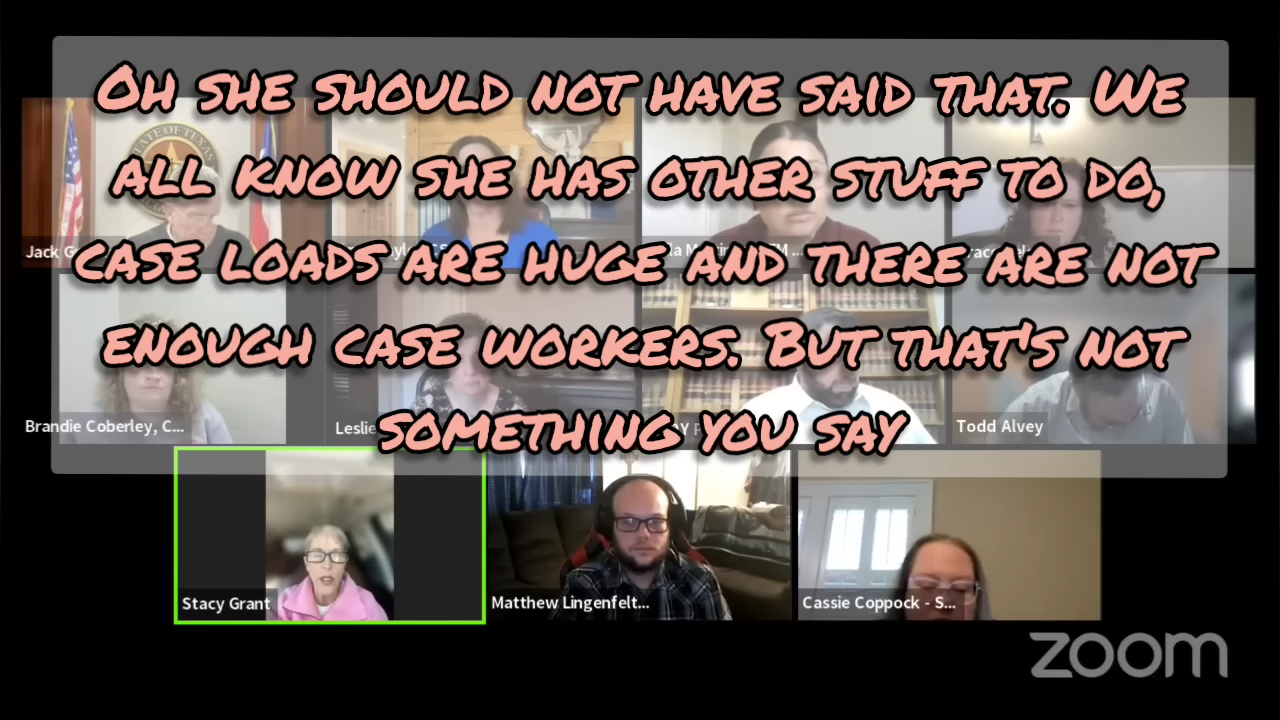 Oh she should not have said that. We
all know she has other stuff to do,
case loads are huge and there are not
enough case workers. But that's not
something you say
Jack G
Brandie Coberley, C...
Leslie
Todd Alvey
Stacy Grant
Matthew Lingenfelt...
Cassie Coppock - S...
zoom